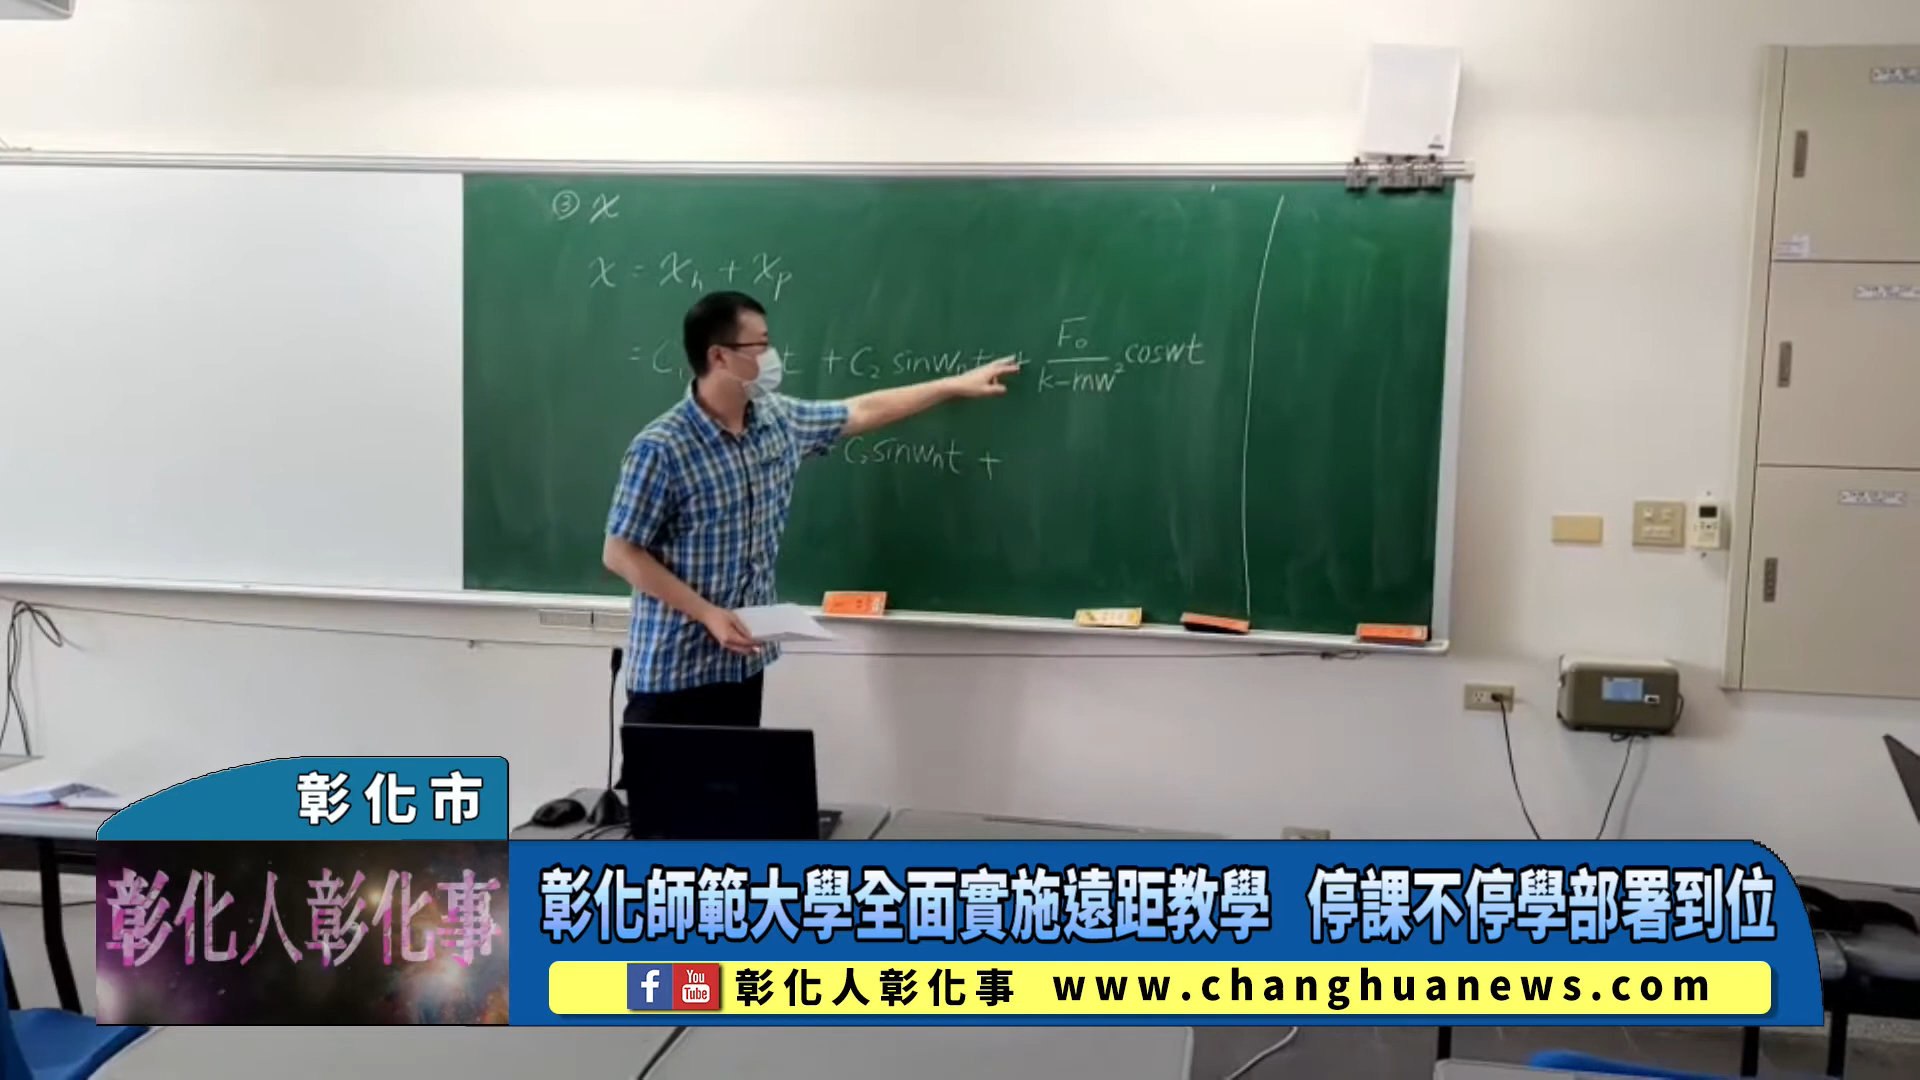 ③ x
x = xh + xp
= C1 t + C2 sinwnt + F0/k-mw² coswt
C2sinwnt +
彰化市
彰化人彰化事
彰化師範大學全面實施遠距教學 停課不停學部署到位
f You Tube 彰化人彰化事 www.changhuanews.com